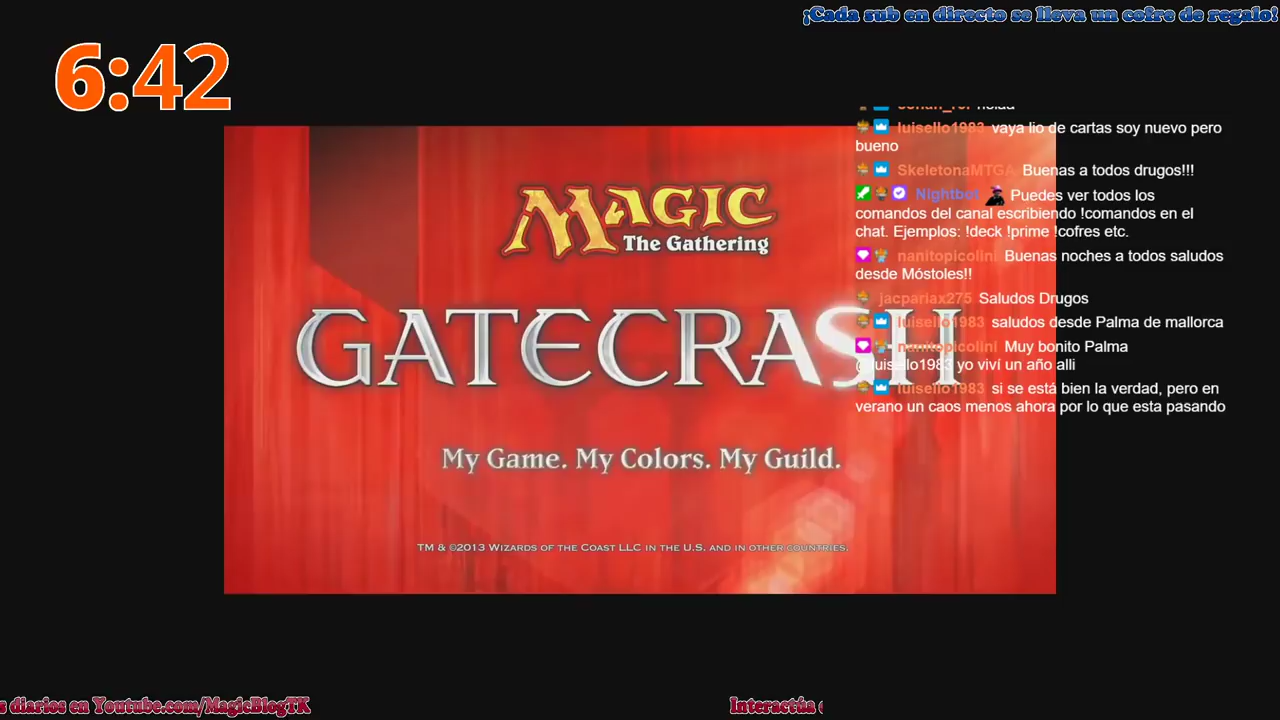 ¡Cada sub en directo se lleva un cofre de regalo!
6:42
luisello1983 vaya lio de cartas soy nuevo pero
bueno
SkeletonaMTGA Buenas a todos drugos!!!
Nightbot Puedes ver todos los
comandos del canal escribiendo !comandos en el
chat. Ejemplos: !deck !prime !cofres etc.
nanitopicolini Buenas noches a todos saludos
desde Móstoles!!
jacpariax275 Saludos Drugos
luisello1983 saludos desde Palma de mallorca
nanitopicolini Muy bonito Palma
@luisello1983 yo viví un año alli
luisello1983 si se está bien la verdad, pero en
verano un caos menos ahora por lo que esta pasando
MAGIC
The Gathering
GATECRASH
My Game. My Colors. My Guild.
TM & ©2013 WIZARDS OF THE COAST LLC IN THE U.S. AND IN OTHER COUNTRIES.
s diarios en Youtube.com/MagicBlogTK
Interactúa